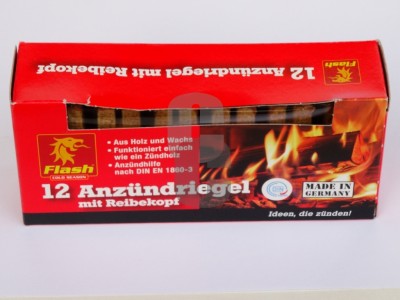 12 Anzündriegel mit Reibekopf
Flash
• Aus Holz und Wachs
• Funktioniert einfach
wie ein Zündholz
• Anzündhilfe
nach DIN EN 1860-3
12 Anzündriegel
mit Reibekopf
MADE IN
GERMANY
Ideen, die zünden!